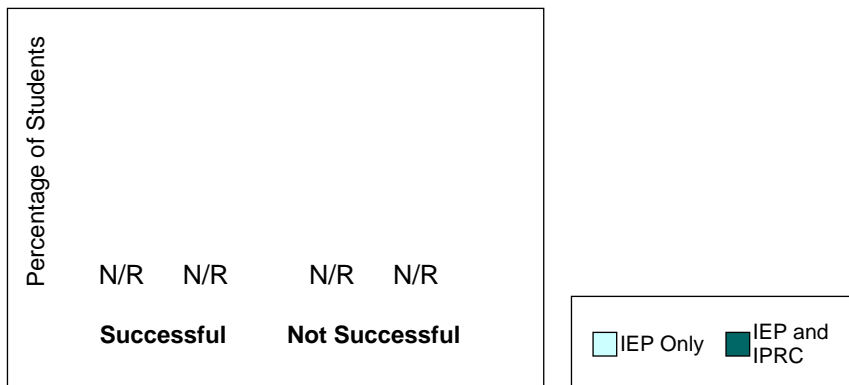 Percentage of Students
N/R N/R N/R N/R
Successful Not Successful
IEP Only
IEP and
IPRC